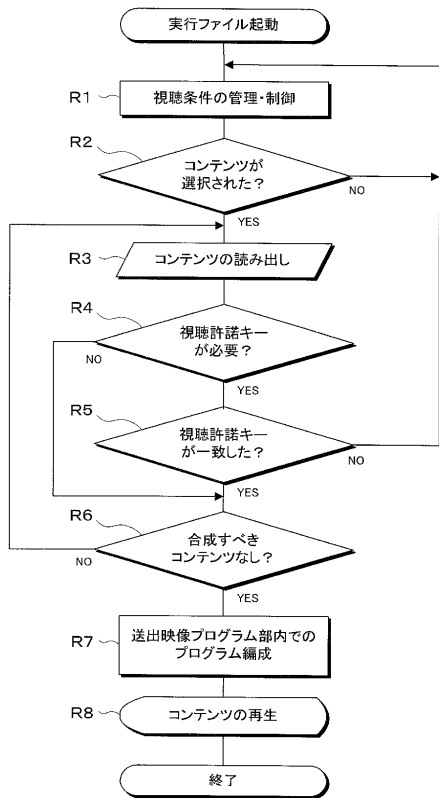 実行ファイル起動
R1
視聴条件の管理・制御
R2
コンテンツが
選択された？
NO
YES
R3
コンテンツの読み出し
R4
視聴許諾キー
が必要？
NO
YES
R5
視聴許諾キー
が一致した？
NO
YES
R6
合成すべき
コンテンツなし？
NO
YES
R7
送出映像プログラム部内での
プログラム編成
R8
コンテンツの再生
終了